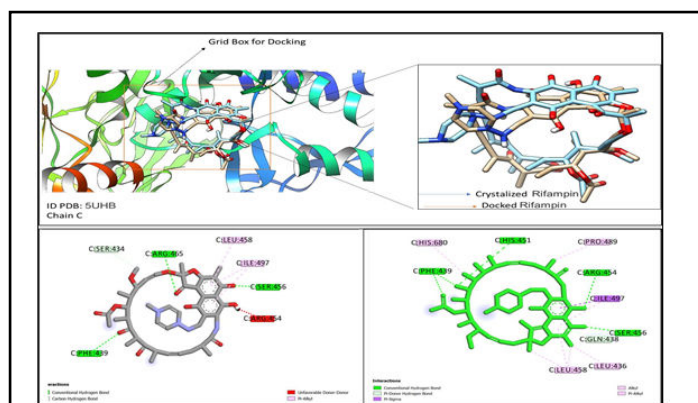 Grid Box for Docking
ID PDB: 5UHB
Chain C
Crystalized Rifampin
Docked Rifampin
C:SER:434
C:ARG:465
C:LEU:458
C:ILE:497
C:SER:456
C:ARG:454
C:PHE:439
eractions
Conventional Hydrogen Bond
Carbon Hydrogen Bond
Unfavorable Donor-Donor
Pi-Alkyl
C:HIS:680
C:HIS:451
C:PRO:489
C:PHE:439
C:ARG:454
C:ILE:497
C:SER:456
C:GLN:438
C:LEU:458
C:LEU:436
Interactions
Conventional Hydrogen Bond
Pi-Donor Hydrogen Bond
Pi-Sigma
Alkyl
Pi-Alkyl